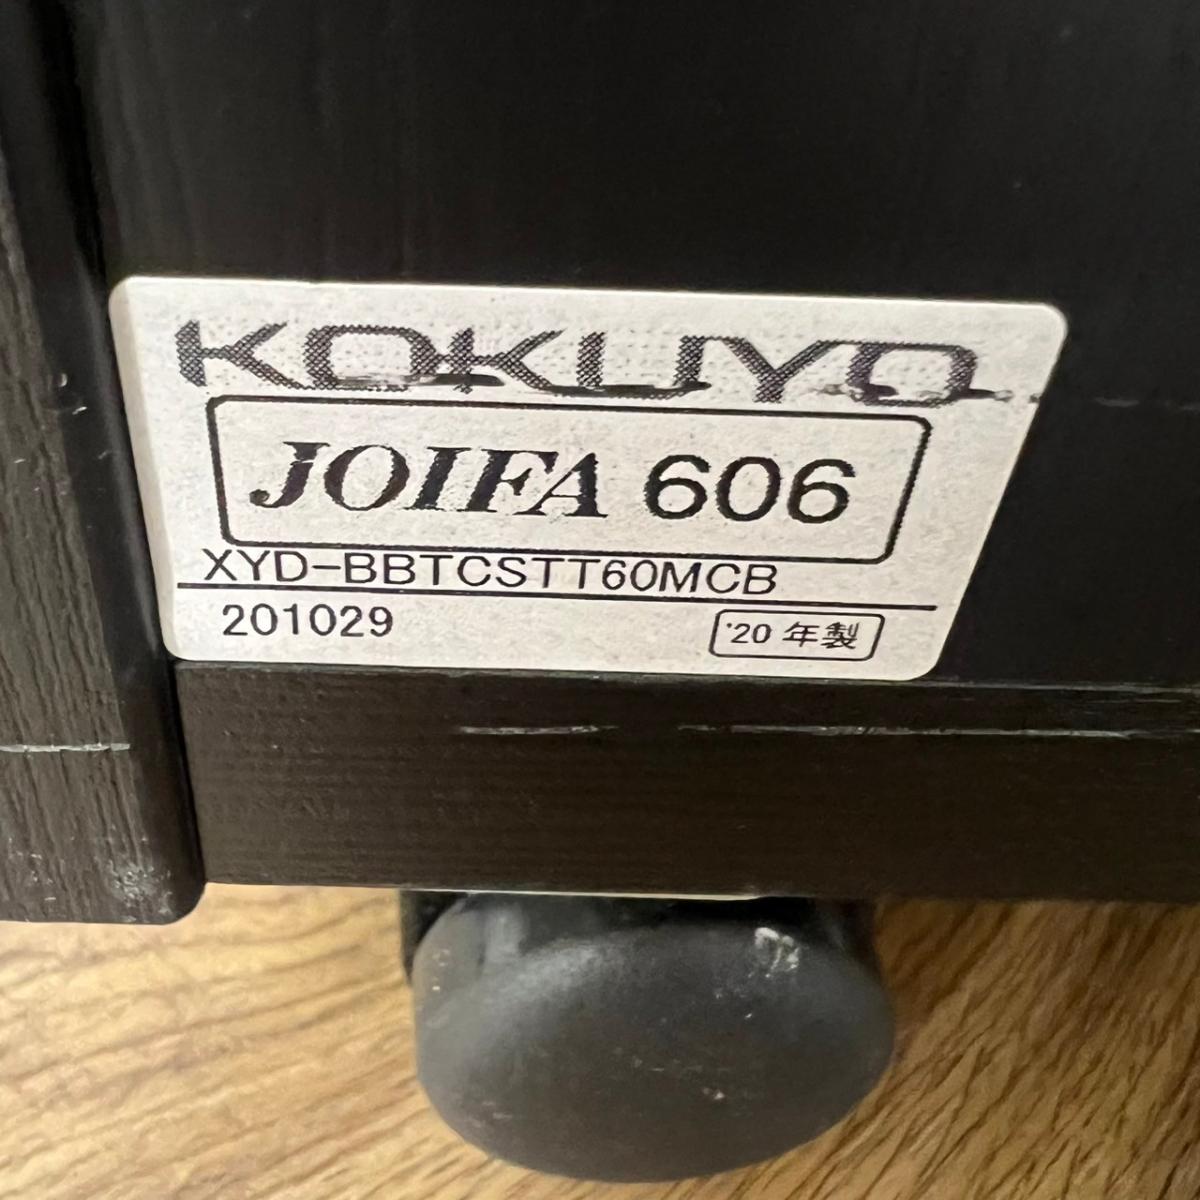 KOKUYO
JOIFA 606
XYD-BBTCSTT60MCB
201029
'20 年製